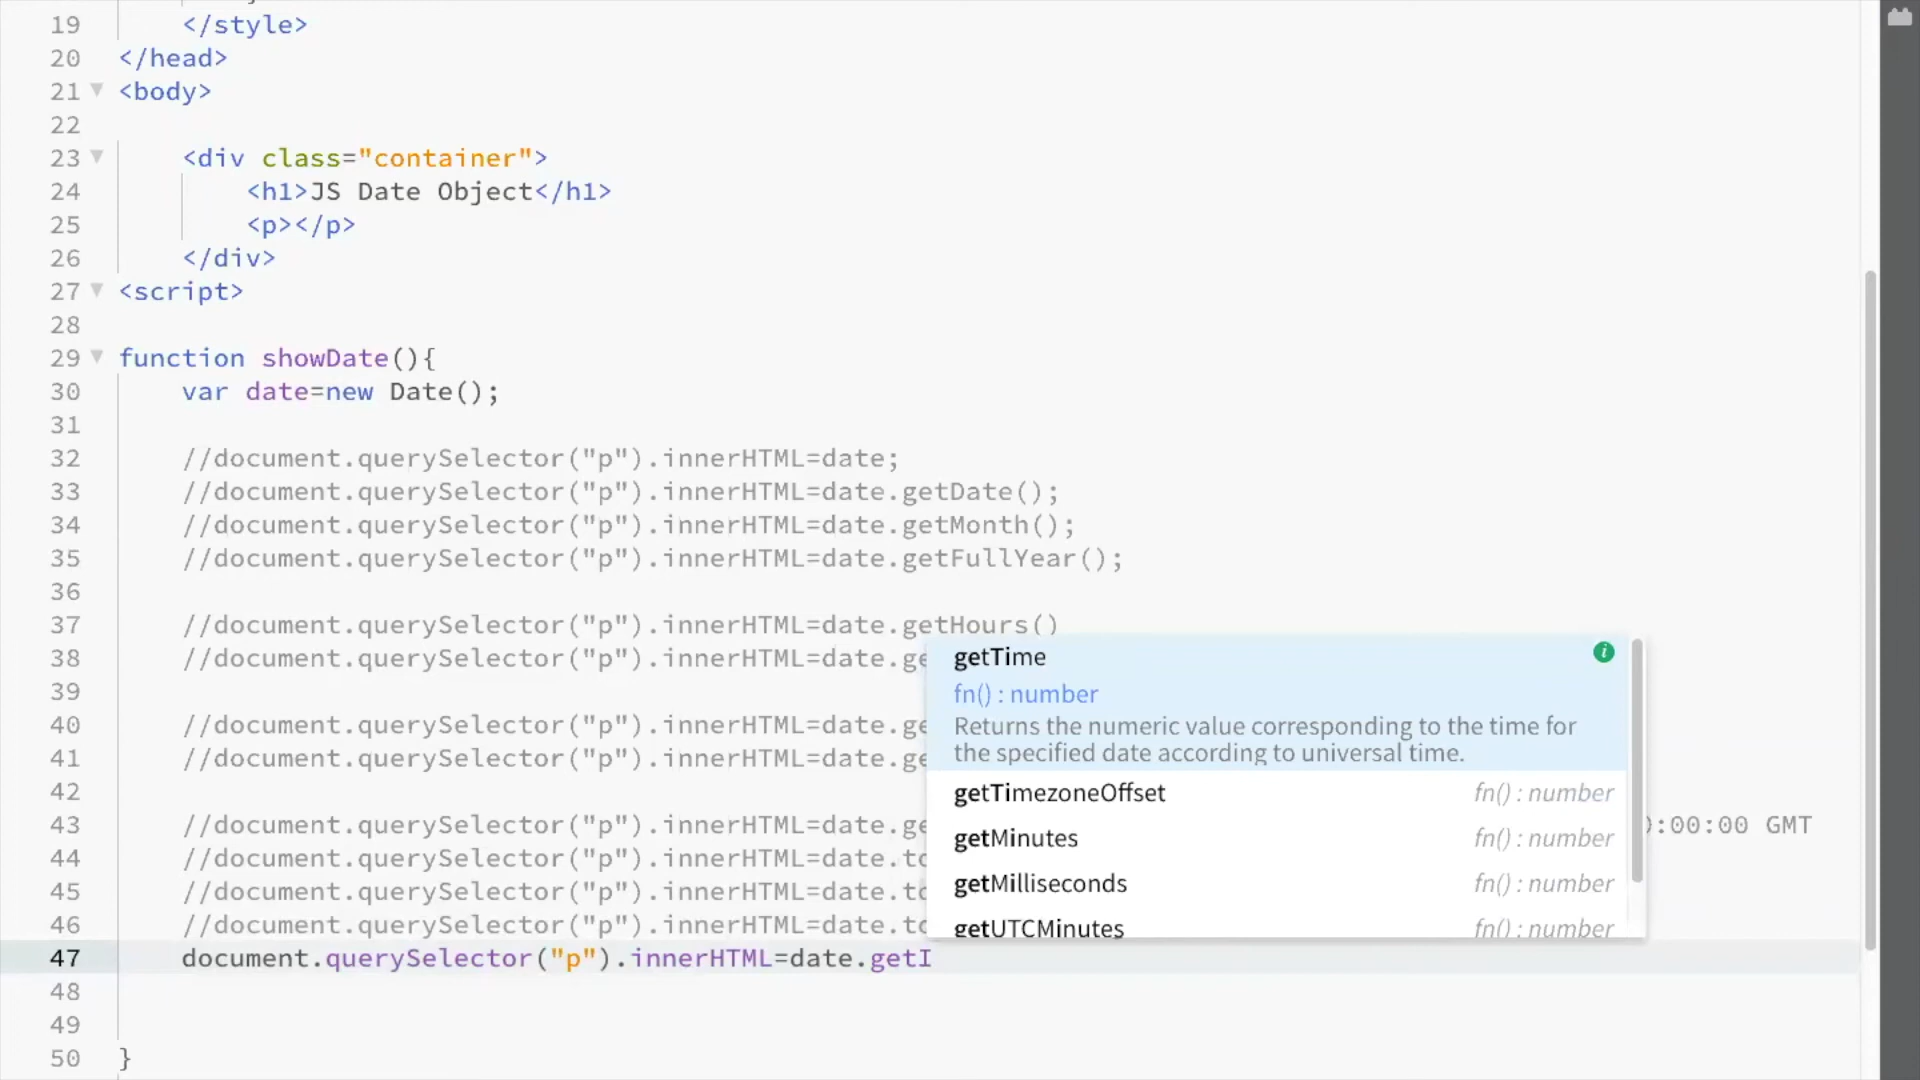 19 </style>
20 </head>
21 <body>
22
23 <div class="container">
24 <h1>JS Date Object</h1>
25 <p></p>
26 </div>
27 <script>
28
29 function showDate(){
30 var date=new Date();
31
32 //document.querySelector("p").innerHTML=date;
33 //document.querySelector("p").innerHTML=date.getDate();
34 //document.querySelector("p").innerHTML=date.getMonth();
35 //document.querySelector("p").innerHTML=date.getFullYear();
36
37 //document.querySelector("p").innerHTML=date.getHours()
38 //document.querySelector("p").innerHTML=date.ge
getTime
fn() : number
39
Returns the numeric value corresponding to the time for
40 //document.querySelector("p").innerHTML=date.ge
the specified date according to universal time.
41 //document.querySelector("p").innerHTML=date.ge
getTimezoneOffset fn() : number
42
43 //document.querySelector("p").innerHTML=date.ge :00:00 GMT
getMinutes fn() : number
44 //document.querySelector("p").innerHTML=date.to
getMilliseconds fn() : number
45 //document.querySelector("p").innerHTML=date.to
46 //document.querySelector("p").innerHTML=date.to
getUTCMinutes fn() : number
47 document.querySelector("p").innerHTML=date.getI
48
49
50 }